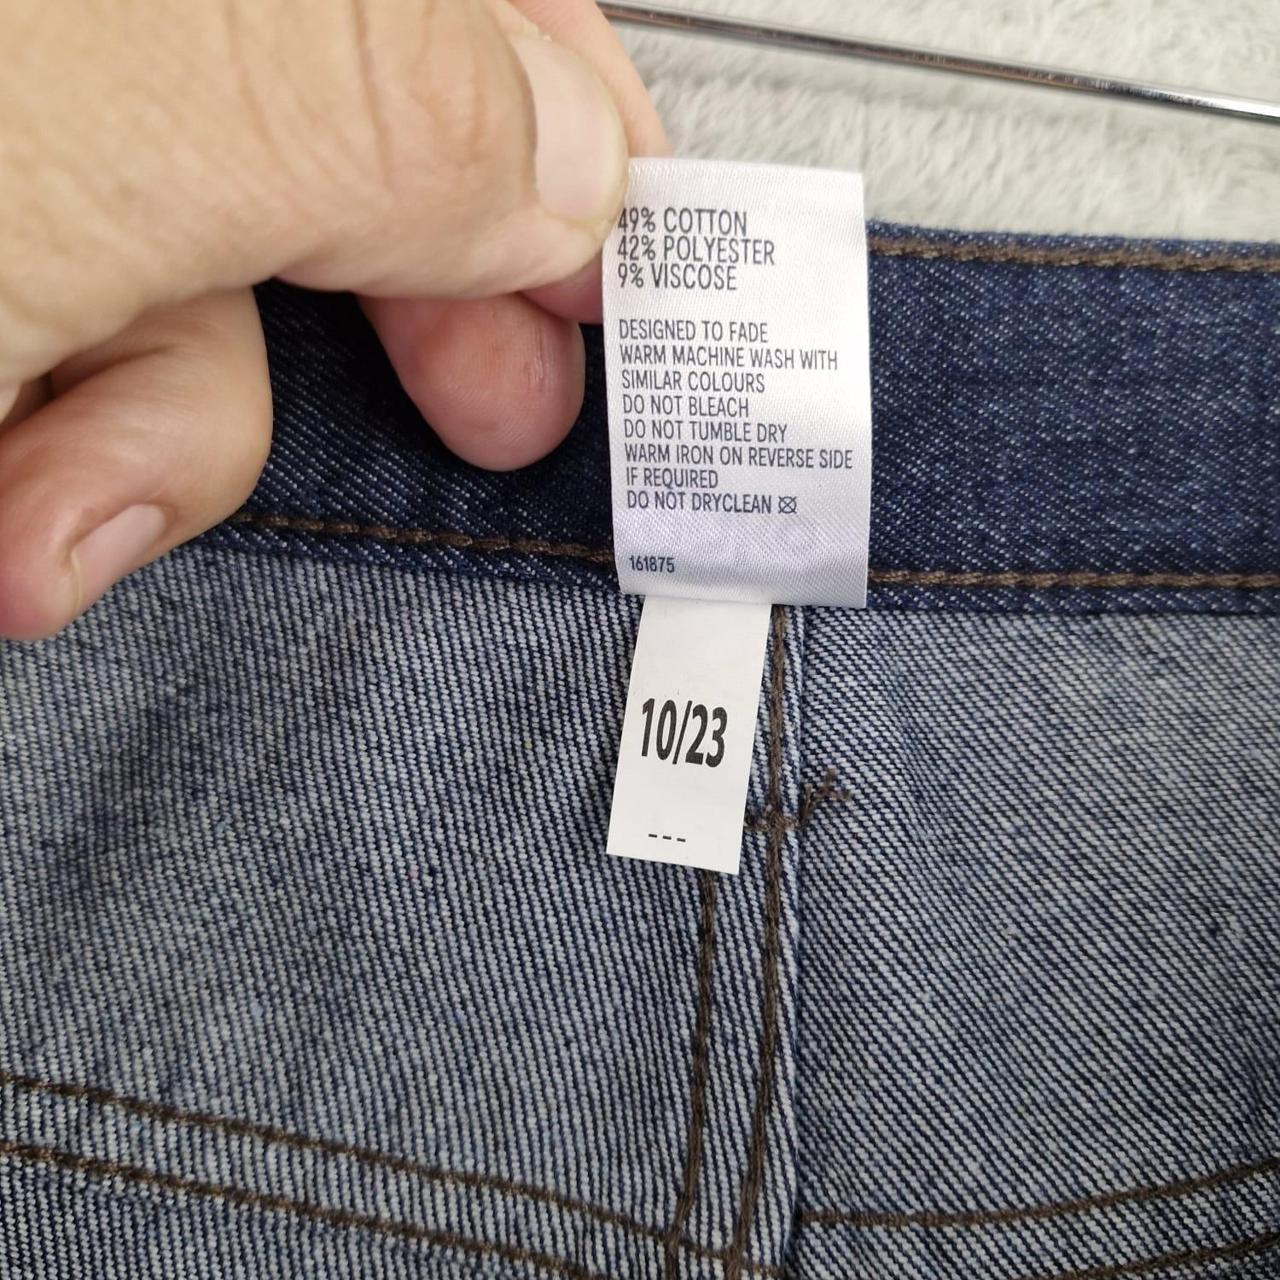 49% COTTON
42% POLYESTER
9% VISCOSE
DESIGNED TO FADE
WARM MACHINE WASH WITH
SIMILAR COLOURS
DO NOT BLEACH
DO NOT TUMBLE DRY
WARM IRON ON REVERSE SIDE
IF REQUIRED
DO NOT DRYCLEAN
161875
10/23
---